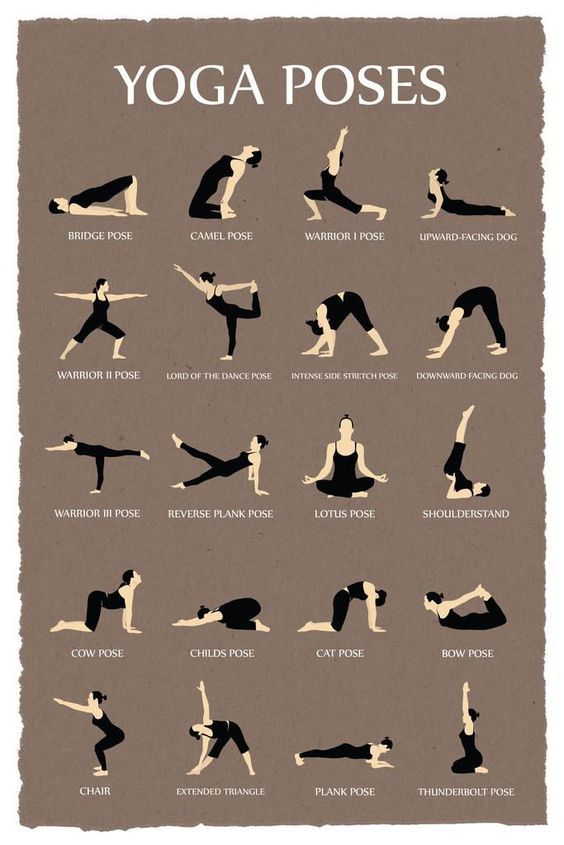 YOGA POSES
BRIDGE POSE
CAMEL POSE
WARRIOR I POSE
UPWARD-FACING DOG
WARRIOR II POSE
LORD OF THE DANCE POSE
INTENSE SIDE STRETCH POSE
DOWNWARD FACING DOG
WARRIOR III POSE
REVERSE PLANK POSE
LOTUS POSE
SHOULDERSTAND
COW POSE
CHILDS POSE
CAT POSE
BOW POSE
CHAIR
EXTENDED TRIANGLE
PLANK POSE
THUNDERBOLT POSE